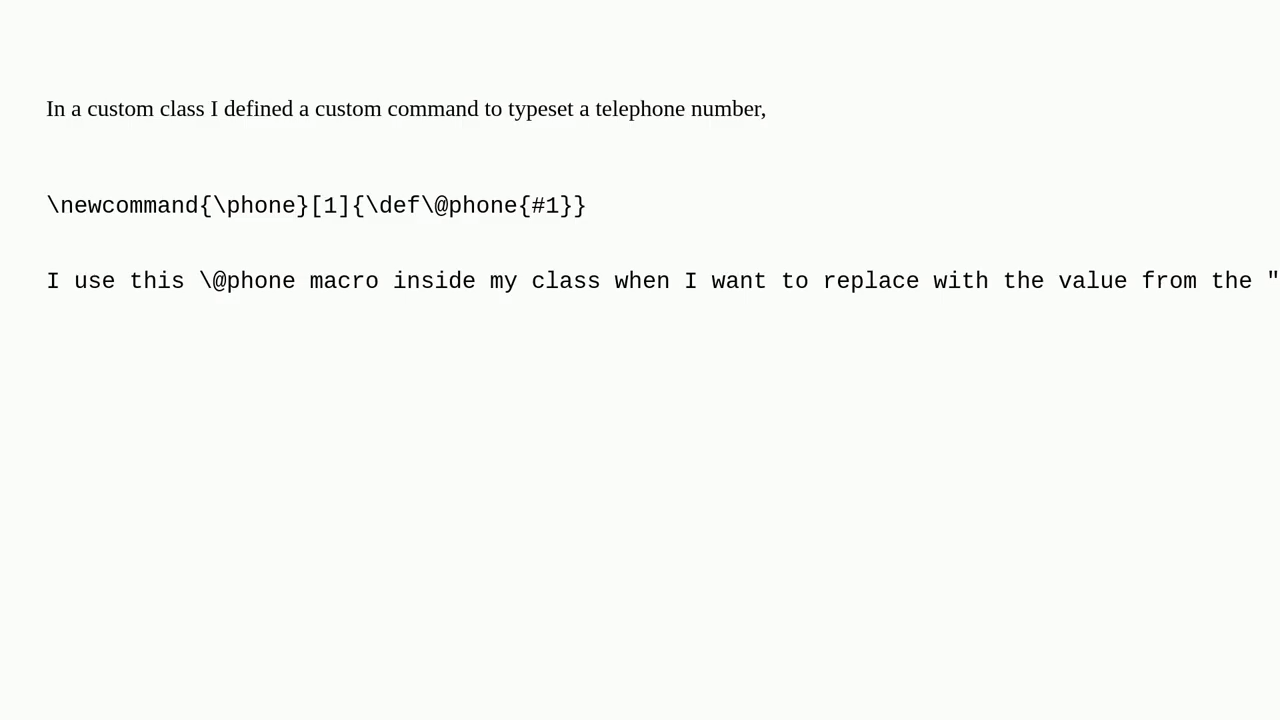 In a custom class I defined a custom command to typeset a telephone number,
\newcommand{\phone}[1]{\def\@phone{#1}}
I use this \@phone macro inside my class when I want to replace with the value from the "